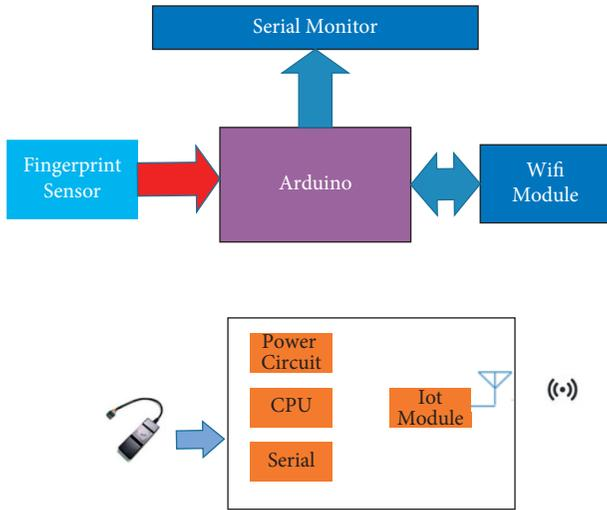 Serial Monitor
Fingerprint
Sensor
Arduino
Wifi
Module
Power
Circuit
CPU
Serial
Iot
Module